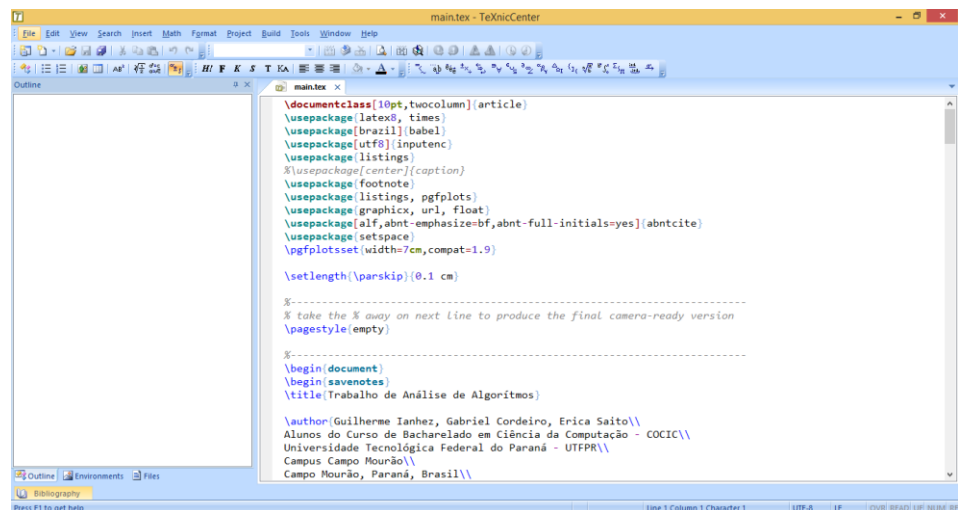 main.tex - TeXnicCenter
File Edit View Search Insert Math Format Project Build Tools Window Help
Outline
main.tex
\documentclass[10pt,twocolumn]{article}
\usepackage{latex8, times}
\usepackage[brazil]{babel}
\usepackage[utf8]{inputenc}
\usepackage{listings}
%\usepackage[center]{caption}
\usepackage{footnote}
\usepackage{listings, pgfplots}
\usepackage{graphicx, url, float}
\usepackage[alf,abnt-emphasize=bf,abnt-full-initials=yes]{abntcite}
\usepackage{setspace}
\pgfplotsset{width=7cm,compat=1.9}
\setlength{\parskip}{0.1 cm}
%-------------------------------------------------------------------------
% take the % away on next line to produce the final camera-ready version
\pagestyle{empty}
%-------------------------------------------------------------------------
\begin{document}
\begin{savenotes}
\title{Trabalho de Análise de Algorítmos}
\author{Guilherme Ianhez, Gabriel Cordeiro, Erica Saito\\
Alunos do Curso de Bacharelado em Ciência da Computação - COCIC\\
Universidade Tecnológica Federal do Paraná - UTFPR\\
Campus Campo Mourão\\
Campo Mourão, Paraná, Brasil\\
Outline Environments Files
Bibliography
Press F1 to get help Line 1 Column 1 Character 1 UTF-8 LF OVR READ LIE NUM RE